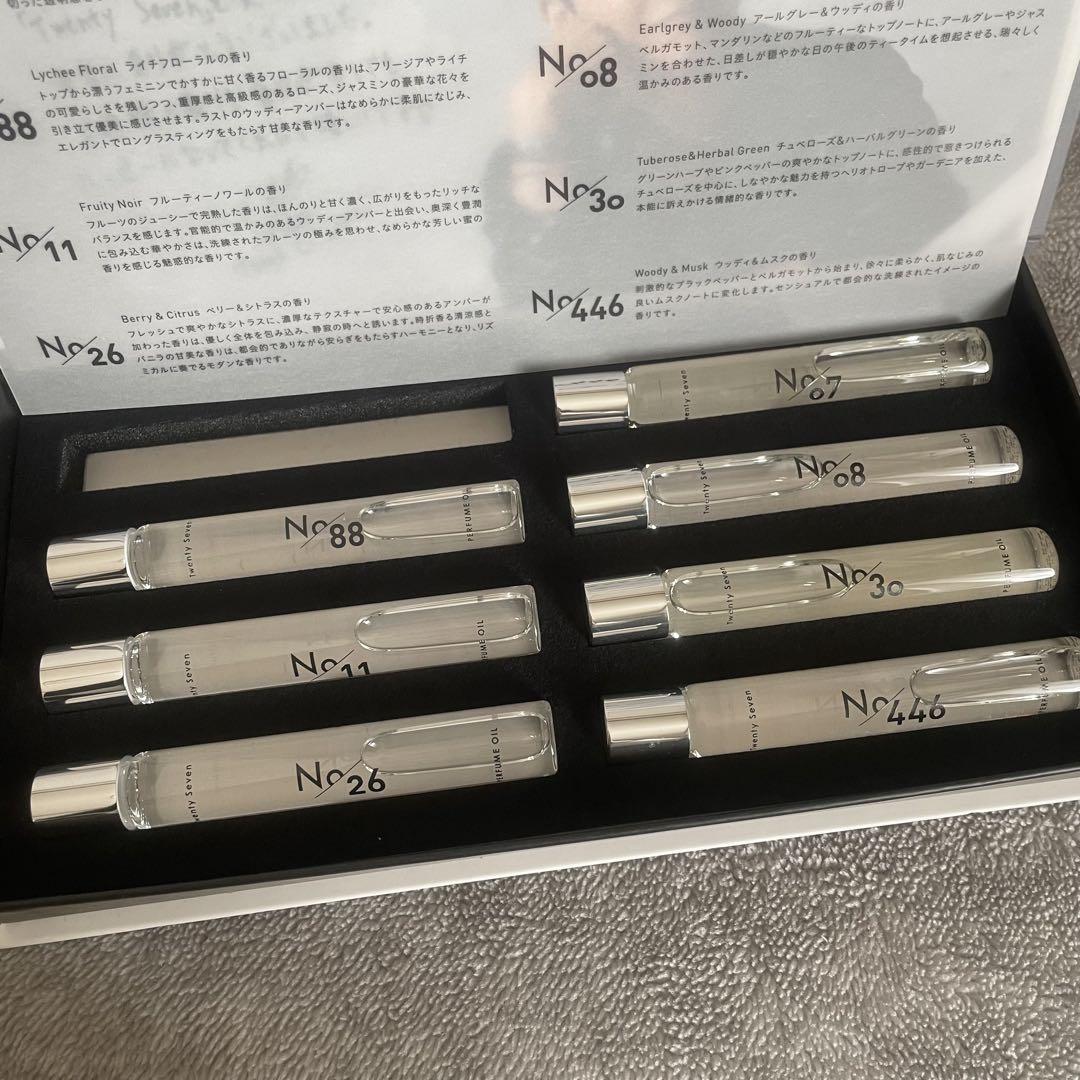 Lychee Floral ライチフローラルの香り
トップから漂うフェミニンでかすかに甘く香るフローラルの香りは、フリージアやライチ
の可愛らしさを残しつつ、重厚感と高級感のあるローズ、ジャスミンの豪華な花々を
引き立て優美に感じさせます。ラストのウッディーアンバーはなめらかに柔肌になじみ、
エレガントでロングラスティングをもたらす甘美な香りです。
88
Fruity Noir フルーティーノワールの香り
フルーツのジューシーで完熟した香りは、ほんのりと甘く濃く、広がりをもったリッチな
バランスを感じます。官能的で温かみのあるウッディーアンバーと出会い、奥深く豊潤
に包み込む華やかさは、洗練されたフルーツの極みを思わせ、なめらかな芳しい蜜の
香りを感じる魅惑的な香りです。
No/11
Berry & Citrus ベリー&シトラスの香り
フレッシュで爽やかなシトラスに、濃厚なテクスチャーで安心感のあるアンバーが
加わった香りは、優しく全体を包み込み、静寂の時へと誘います。時折香る清涼感と
バニラの甘美な香りは、都会的でありながら安らぎをもたらすハーモニーとなり、リズ
ミカルに奏でるモダンな香りです。
No/26
Earlgrey & Woody アールグレー&ウッディの香り
ベルガモット、マンダリンなどのフルーティーなトップノートに、アールグレーやジャス
ミンを合わせた、日差しが穏やかな日の午後のティータイムを想起させる、瑞々しく
温かみのある香りです。
No/08
Tuberose&Herbal Green チュベローズ&ハーバルグリーンの香り
グリーンハーブやピンクペッパーの爽やかなトップノートに、感性的で惹きつけられる
チュベローズを中心に、しなやかな魅力を持つヘリオトロープやガーデニアを加えた、
本能に訴えかける情緒的な香りです。
No/30
Woody & Musk ウッディ&ムスクの香り
刺激的なブラックペッパーとベルガモットから始まり、徐々に柔らかく、肌なじみの
良いムスクノートに変化します。センシュアルで都会的な洗練されたイメージの
香りです。
No/446
Twenty Seven
No/88
PERFUME OIL
Twenty Seven
No/11
PERFUME OIL
Twenty Seven
No/26
PERFUME OIL
Twenty Seven
No/07
PERFUME OIL
Twenty Seven
No/08
PERFUME OIL
Twenty Seven
No/30
PERFUME OIL
Twenty Seven
No/446
PERFUME OIL